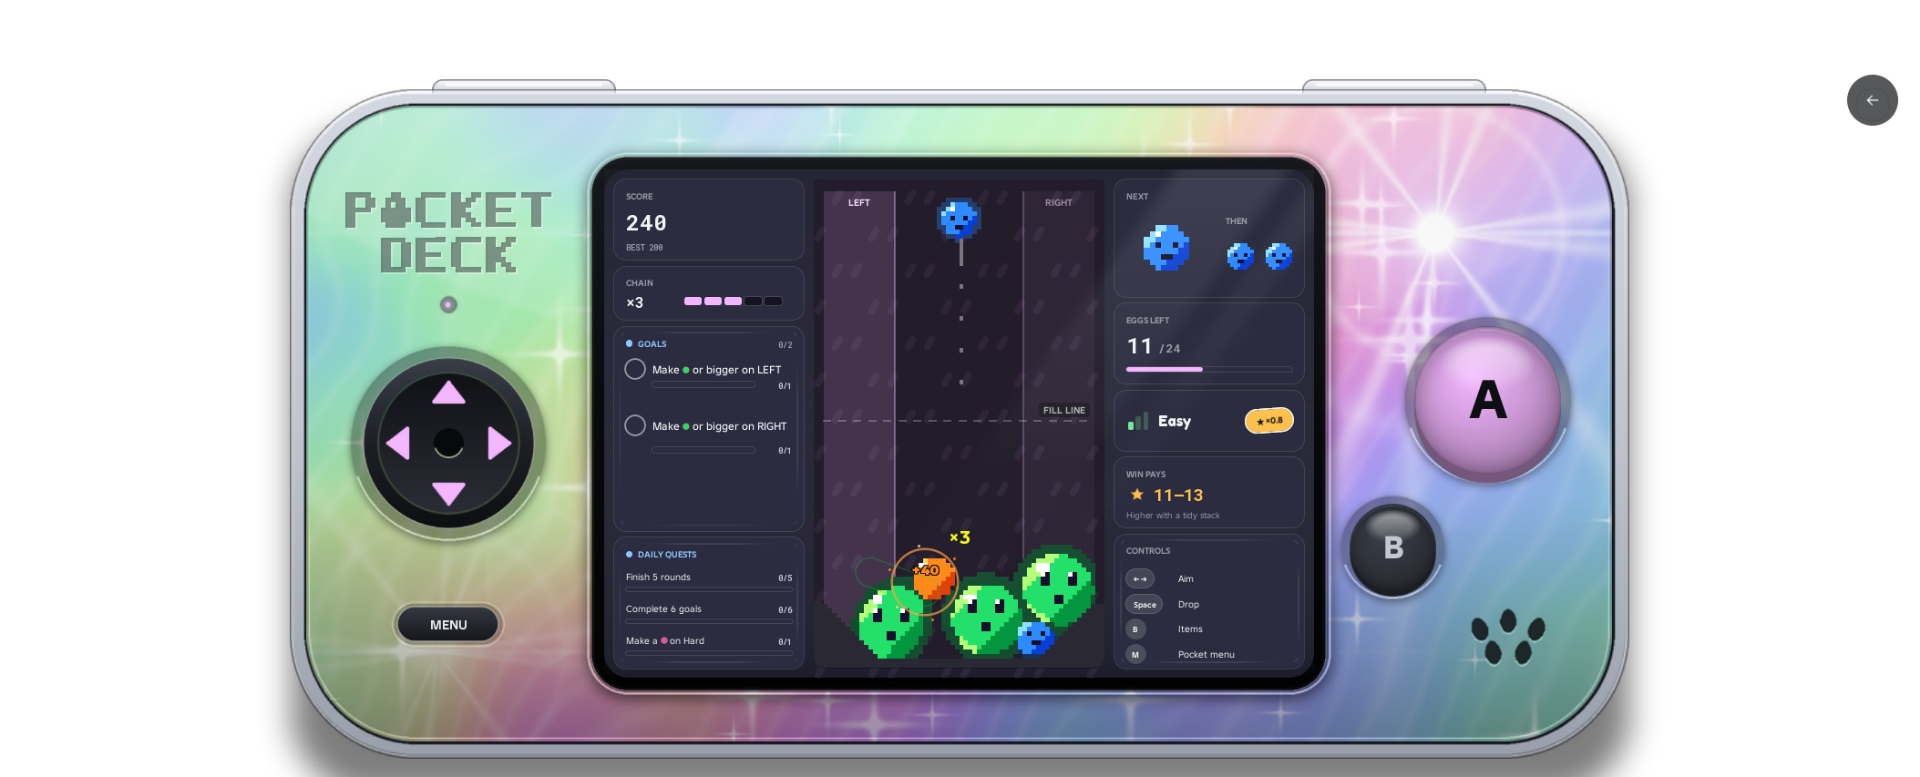 POCKET
DECK
MENU
SCORE
240
BEST 200
CHAIN
×3
GOALS
0/2
Make or bigger on LEFT
0/1
Make or bigger on RIGHT
0/1
DAILY QUESTS
Finish 5 rounds
0/5
Complete 6 goals
0/6
Make a on Hard
0/1
LEFT
RIGHT
FILL LINE
×3
+40
NEXT
THEN
EGGS LEFT
11 /24
Easy
★ ×0.8
WIN PAYS
★ 11–13
Higher with a tidy stack
CONTROLS
←→ Aim
Space Drop
B Items
M Pocket menu
A
B